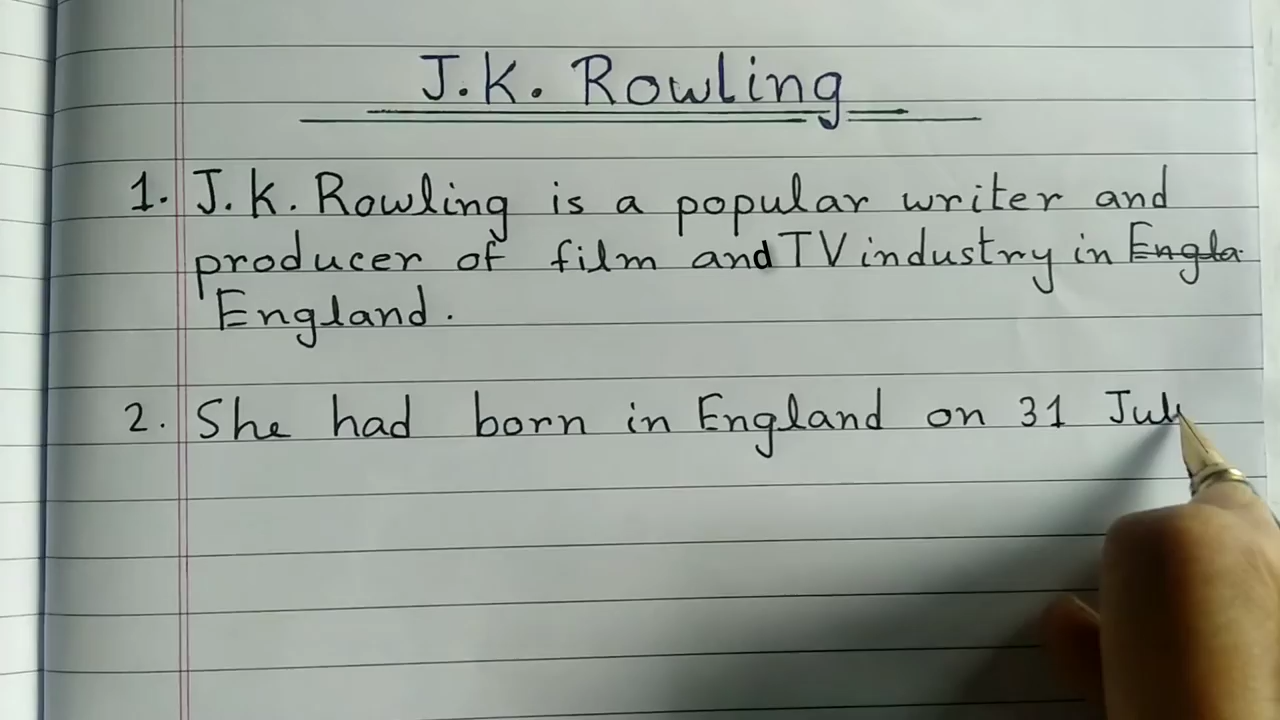 J.K. Rowling
1. J.K. Rowling is a popular writer and
producer of film and TV industry in Engla
England.
2. She had born in England on 31 July